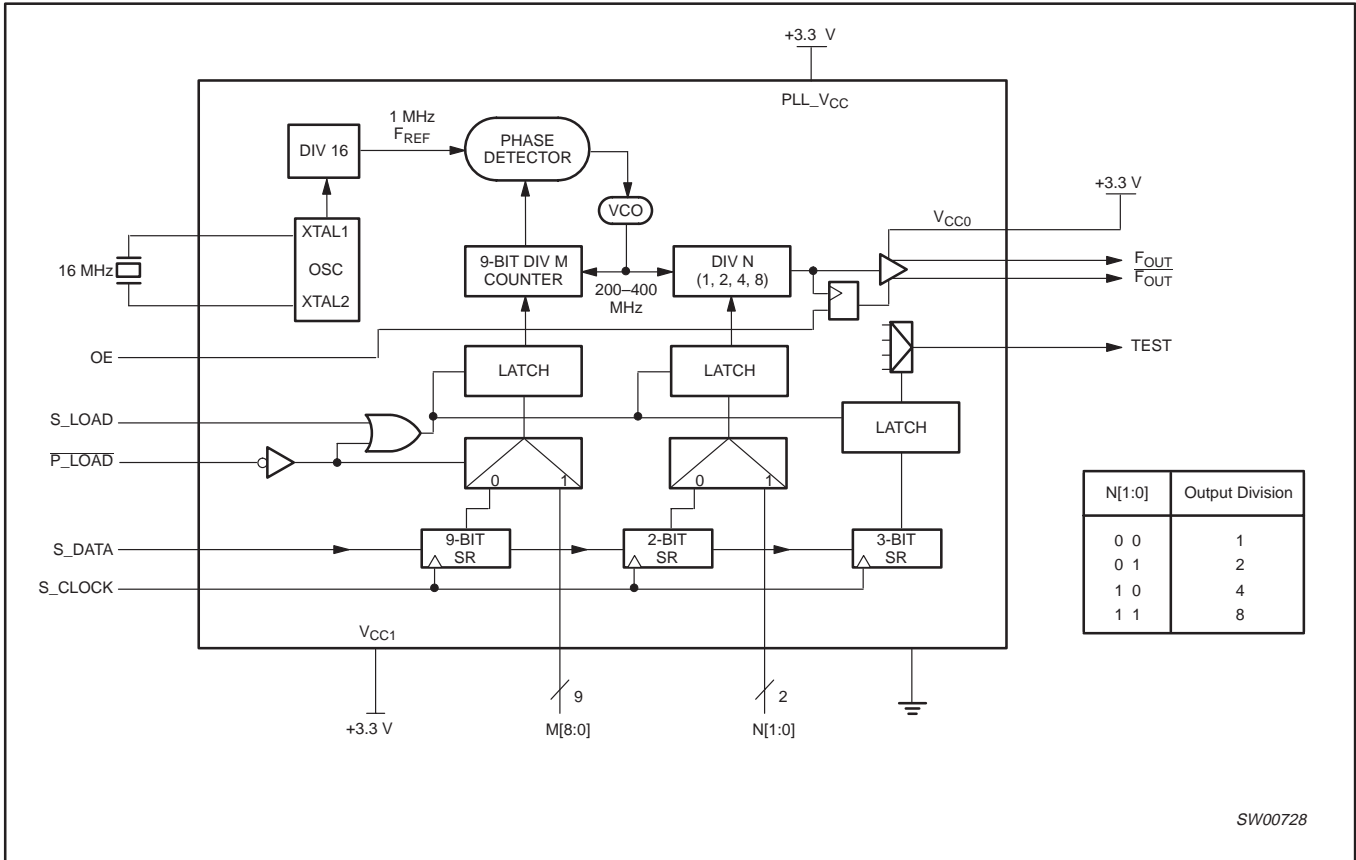 +3.3 V
PLL_VCC
1 MHz
FREF
DIV 16
PHASE
DETECTOR
VCO
+3.3 V
VCC0
XTAL1
OSC
XTAL2
16 MHz
9-BIT DIV M
COUNTER
200–400
MHz
DIV N
(1, 2, 4, 8)
FOUT
F̅O̅U̅T̅
OE
TEST
LATCH
LATCH
LATCH
S_LOAD
P̅_̅L̅O̅A̅D̅
0 1
0 1
S_DATA
9-BIT
SR
2-BIT
SR
3-BIT
SR
S_CLOCK
N[1:0] Output Division
0 0 1
0 1 2
1 0 4
1 1 8
VCC1
+3.3 V
9
M[8:0]
2
N[1:0]
SW00728